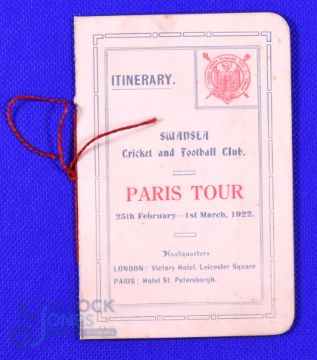 ITINERARY.
SWANSEA
Cricket and Football Club.
PARIS TOUR
25th February—1st March, 1922.
Headquarters
LONDON: Victory Hotel, Leicester Square
PARIS: Hotel St. Petersburgh.